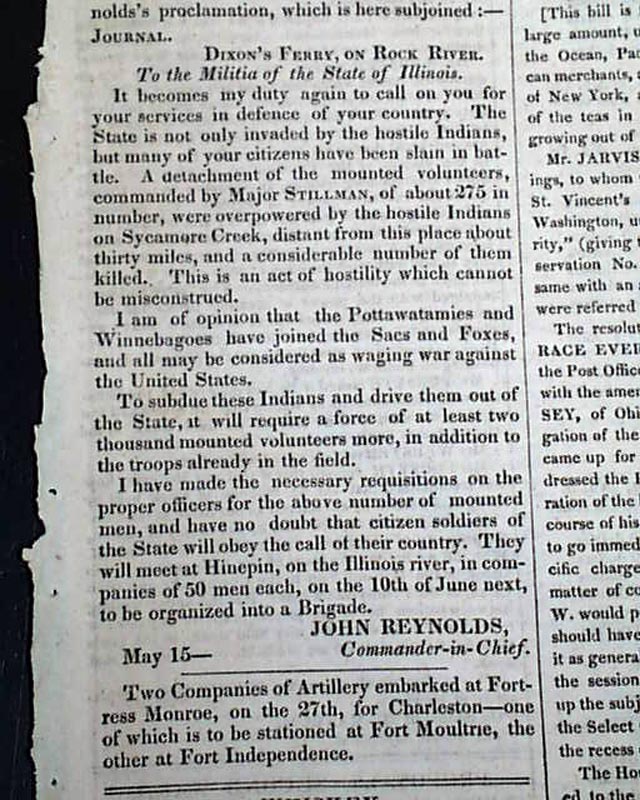 nolds's proclamation, which is here subjoined :—
JOURNAL.
DIXON'S FERRY, ON ROCK RIVER.
To the Militia of the State of Illinois.
It becomes my duty again to call on you for
your services in defence of your country. The
State is not only invaded by the hostile Indians,
but many of your citizens have been slain in bat-
tle. A detachment of the mounted volunteers,
commanded by Major STILLMAN, of about 275 in
number, were overpowered by the hostile Indians
on Sycamore Creek, distant from this place about
thirty miles, and a considerable number of them
killed. This is an act of hostility which cannot
be misconstrued.
I am of opinion that the Pottawatamies and
Winnebagoes have joined the Sacs and Foxes,
and all may be considered as waging war against
the United States.
To subdue these Indians and drive them out of
the State, it will require a force of at least two
thousand mounted volunteers more, in addition to
the troops already in the field.
I have made the necessary requisitions on the
proper officers for the above number of mounted
men, and have no doubt that citizen soldiers of
the State will obey the call of their country. They
will meet at Hinepin, on the Illinois river, in com-
panies of 50 men each, on the 10th of June next,
to be organized into a Brigade.
JOHN REYNOLDS,
May 15— Commander-in-Chief.
Two Companies of Artillery embarked at Fort-
ress Monroe, on the 27th, for Charleston—one
of which is to be stationed at Fort Moultrie, the
other at Fort Independence.
[This bill is
large amount,
the Ocean,
can merchants,
of New York,
of the teas in
growing out of
Mr. JARVIS
ings, to whom
St. Vincent's
Washington,
rity," (giving
servation No.
same with an
were referred
The
RACE
the Post
with the
SEY, of
gation of the
came up for
dressed the
ration of the
course of his
to go
cific
matter of
W. would
should have
it as
the session
up the
the Select
the recess
The
ed to the